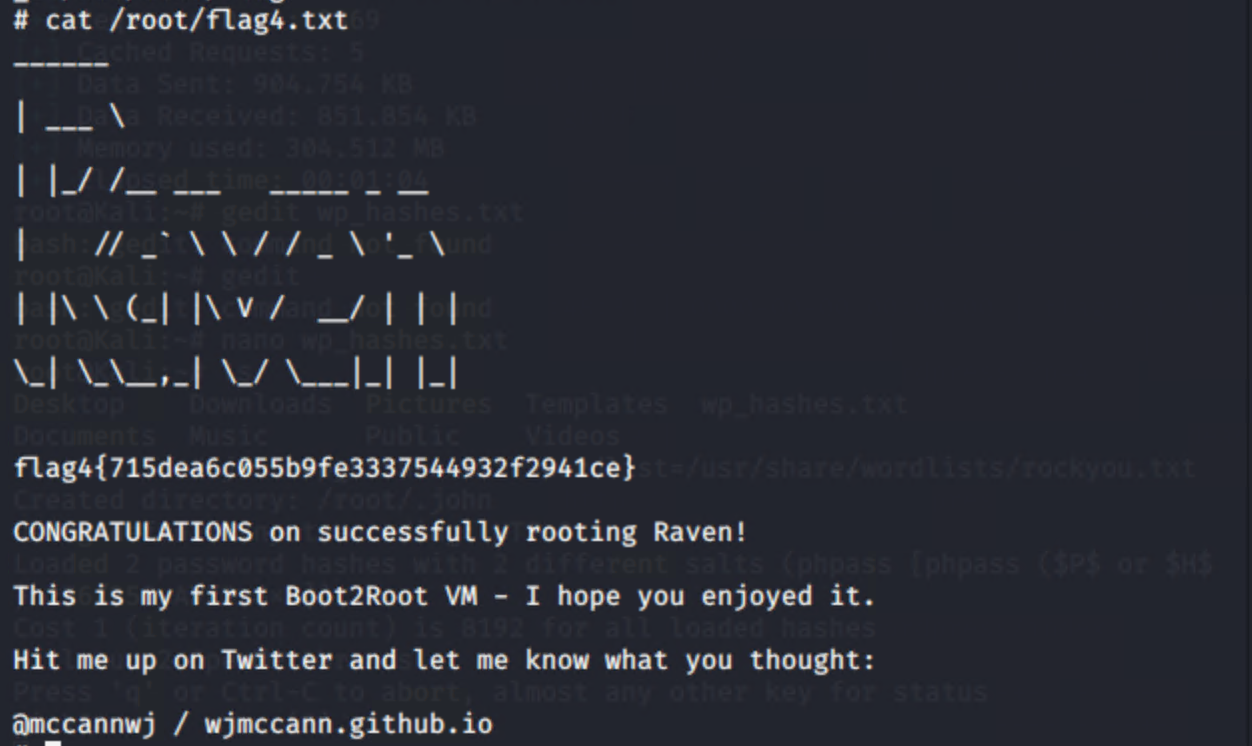 # cat /root/flag4.txt
______
| ___ \
| |_/ /__ ___   _____ _ __
|    // _` \ \ / / _ \ '_ \
| |\ \ (_| |\ V /  __/ | | |
\_| \_\__,_| \_/ \___|_| |_|
flag4{715dea6c055b9fe3337544932f2941ce}
CONGRATULATIONS on successfully rooting Raven!
This is my first Boot2Root VM - I hope you enjoyed it.
Hit me up on Twitter and let me know what you thought:
@mccannwj / wjmccann.github.io